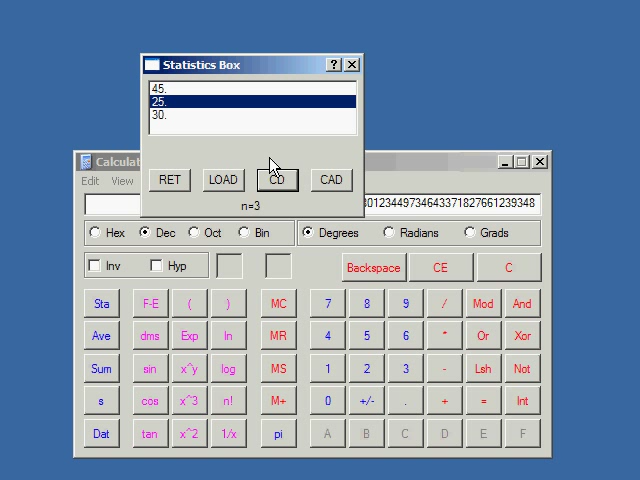 Statistics Box
45.
25.
30.
RET LOAD CD CAD
n=3
Edit View
Hex Dec Oct Bin Degrees Radians Grads
Inv Hyp Backspace CE C
Sta F-E ( ) MC 7 8 9 / Mod And
Ave dms Exp ln MR 4 5 6 * Or Xor
Sum sin x^y log MS 1 2 3 - Lsh Not
s cos x^3 n! M+ 0 +/- . + = Int
Dat tan x^2 1/x pi A B C D E F